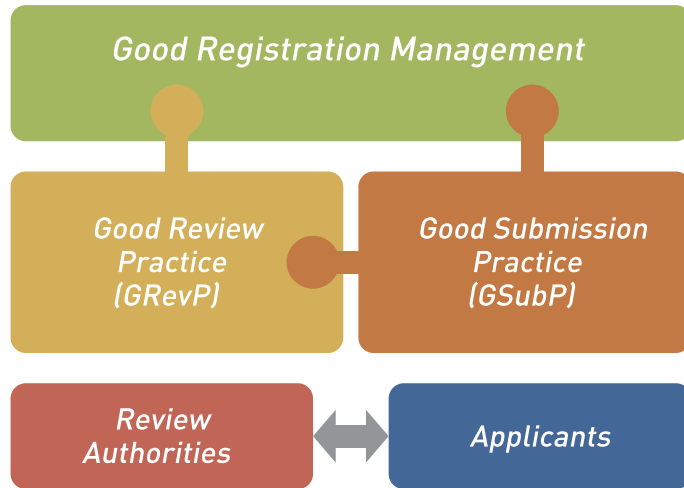 Good Registration Management
Good Review
Practice
(GRevP)
Good Submission
Practice
(GSubP)
Review
Authorities
Applicants